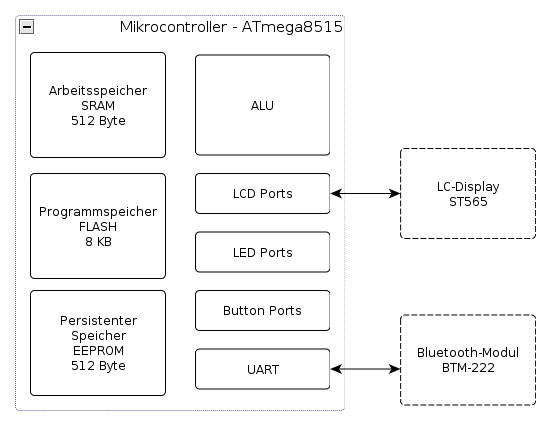 Mikrocontroller - ATmega8515
Arbeitsspeicher
SRAM
512 Byte
ALU
Programmspeicher
FLASH
8 KB
LCD Ports
LED Ports
Persistenter
Speicher
EEPROM
512 Byte
Button Ports
UART
LC-Display
ST565
Bluetooth-Modul
BTM-222